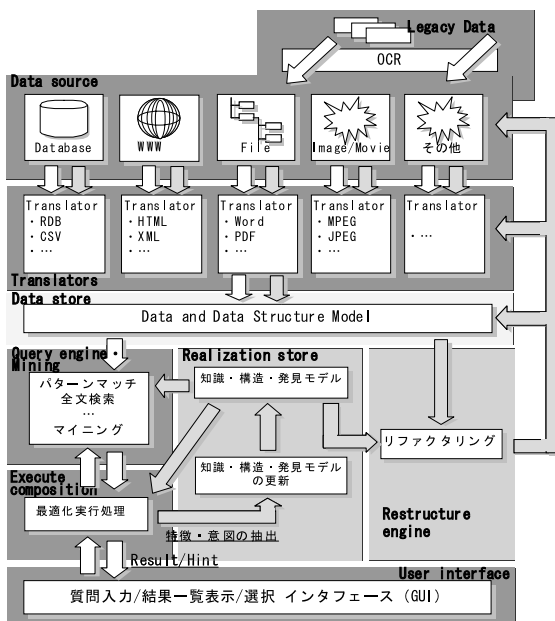 Legacy Data
OCR
Data source
Database
WWW
File
Image/Movie
その他
Translator
・RDB
・CSV
・…
Translator
・HTML
・XML
・…
Translator
・Word
・PDF
・…
Translator
・MPEG
・JPEG
・…
Translator
・…
Translators
Data store
Data and Data Structure Model
Query engine・
Mining
パターンマッチ
全文検索
…
マイニング
Realization store
知識・構造・発見モデル
リファクタリング
知識・構造・発見モデル
の更新
Execute
composition
最適化実行処理
特徴・意図の抽出
Restructure
engine
Result/Hint
User interface
質問入力/結果一覧表示/選択 インタフェース (GUI)